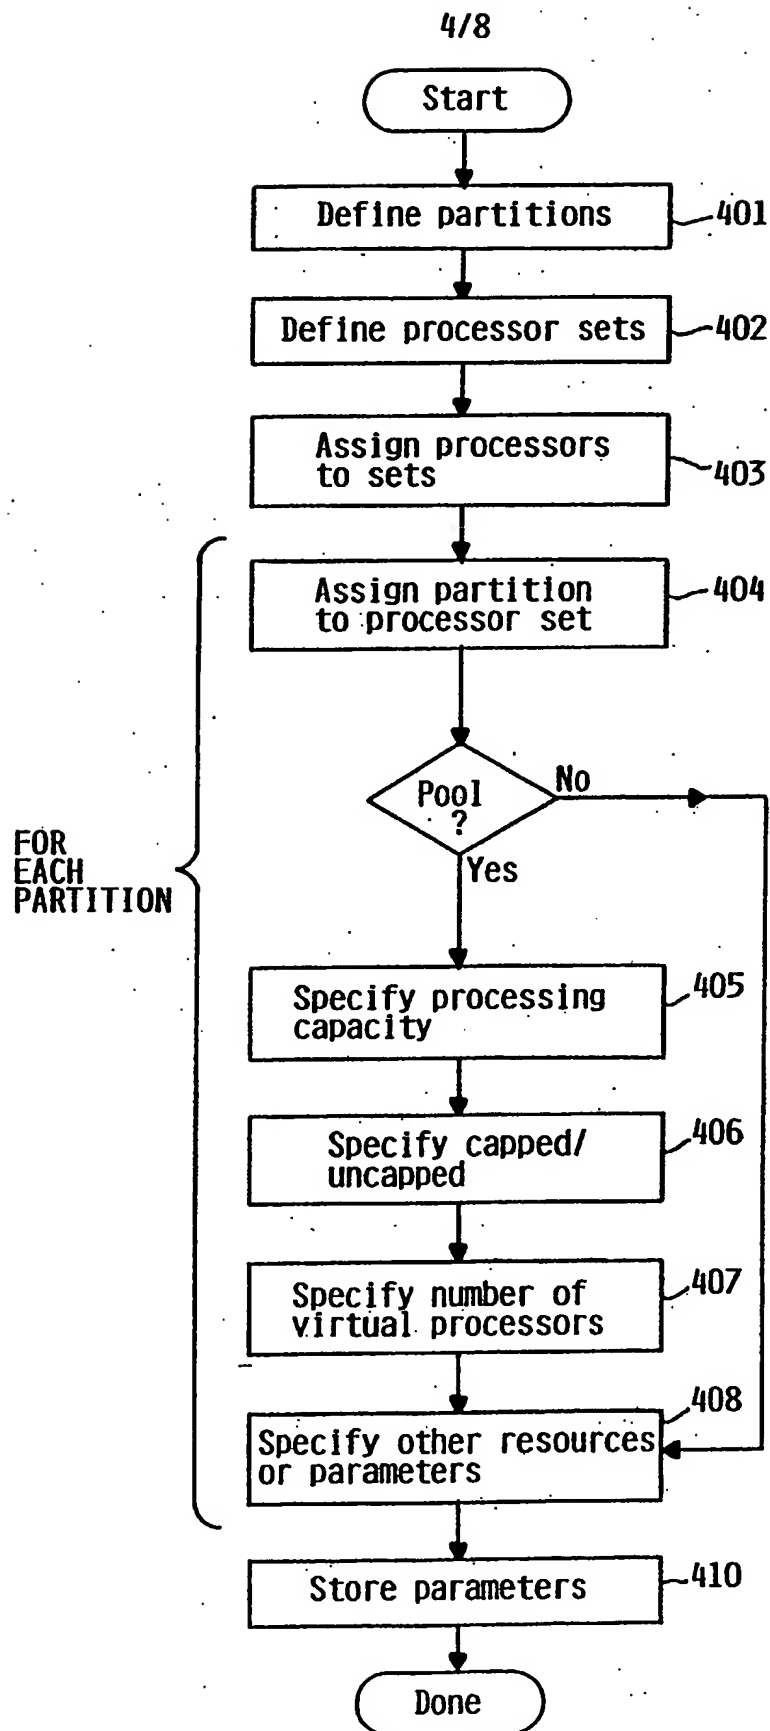 4/8
Start
Define partitions
401
Define processor sets
402
Assign processors
to sets
403
Assign partition
to processor set
404
Pool
?
No
Yes
FOR
EACH
PARTITION
Specify processing
capacity
405
Specify capped/
uncapped
406
Specify number of
virtual processors
407
Specify other resources
or parameters
408
Store parameters
410
Done